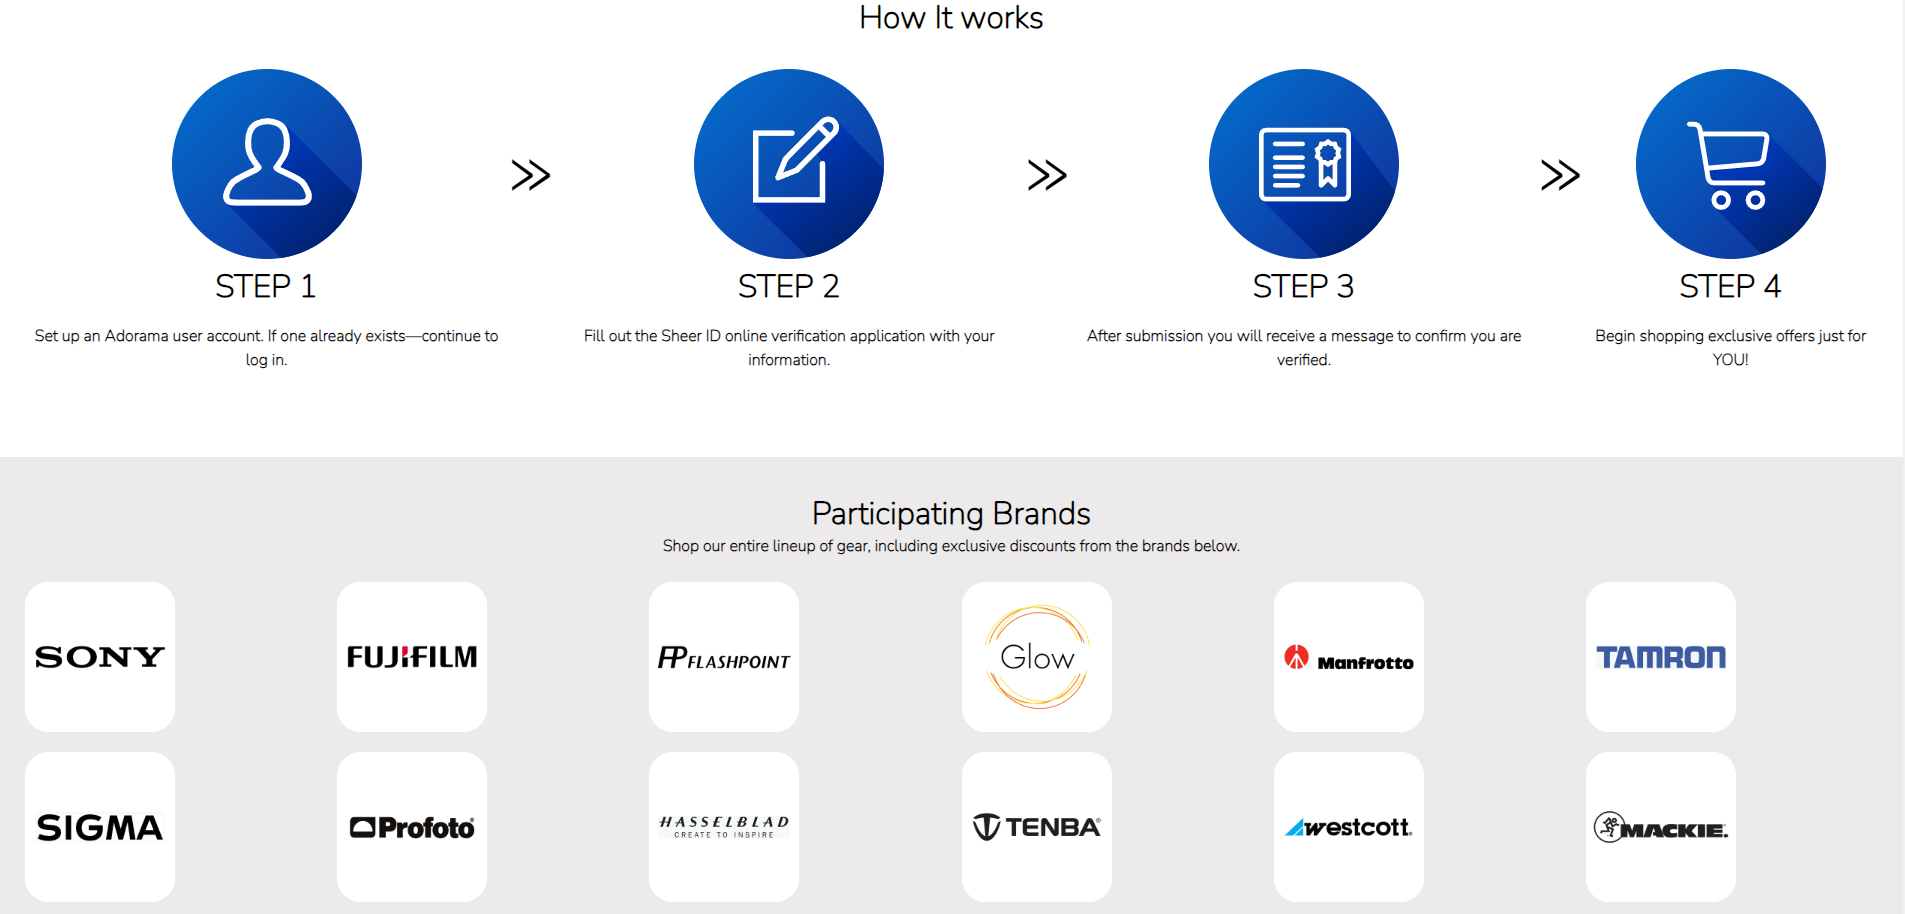 How It works
STEP 1
Set up an Adorama user account. If one already exists—continue to
log in.
STEP 2
Fill out the Sheer ID online verification application with your
information.
STEP 3
After submission you will receive a message to confirm you are
verified.
STEP 4
Begin shopping exclusive offers just for
YOU!
Participating Brands
Shop our entire lineup of gear, including exclusive discounts from the brands below.
SONY
FUJIFILM
FP FLASHPOINT
Glow
Manfrotto
TAMRON
SIGMA
Profoto®
HASSELBLAD
CREATE TO INSPIRE
TENBA®
westcott®
MACKIE®